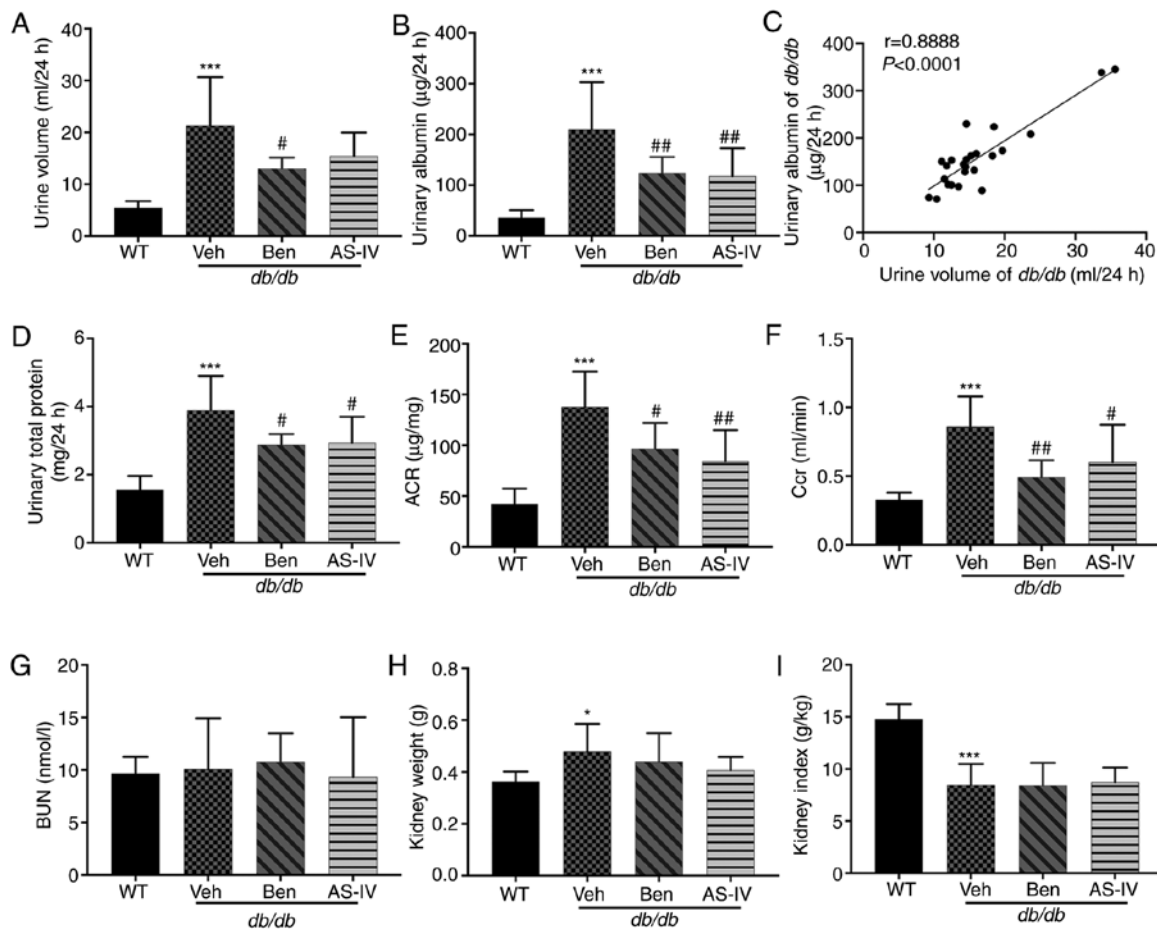 A
Urine volume (ml/24 h)
40
30
20
10
0
***
#
WT
Veh
Ben
AS-IV
db/db
B
Urinary albumin (µg/24 h)
400
300
200
100
0
***
##
##
WT
Veh
Ben
AS-IV
db/db
C
Urinary albumin of db/db
(µg/24 h)
r=0.8888
P<0.0001
400
300
200
100
0
0
10
20
30
40
Urine volume of db/db (ml/24 h)
D
Urinary total protein
(mg/24 h)
6
4
2
0
***
#
#
WT
Veh
Ben
AS-IV
db/db
E
ACR (µg/mg)
200
150
100
50
0
***
#
##
WT
Veh
Ben
AS-IV
db/db
F
Ccr (ml/min)
1.5
1.0
0.5
0.0
***
##
#
WT
Veh
Ben
AS-IV
db/db
G
BUN (nmol/l)
20
15
10
5
0
WT
Veh
Ben
AS-IV
db/db
H
Kidney weight (g)
0.8
0.6
0.4
0.2
0.0
*
WT
Veh
Ben
AS-IV
db/db
I
Kidney index (g/kg)
20
15
10
5
0
***
WT
Veh
Ben
AS-IV
db/db